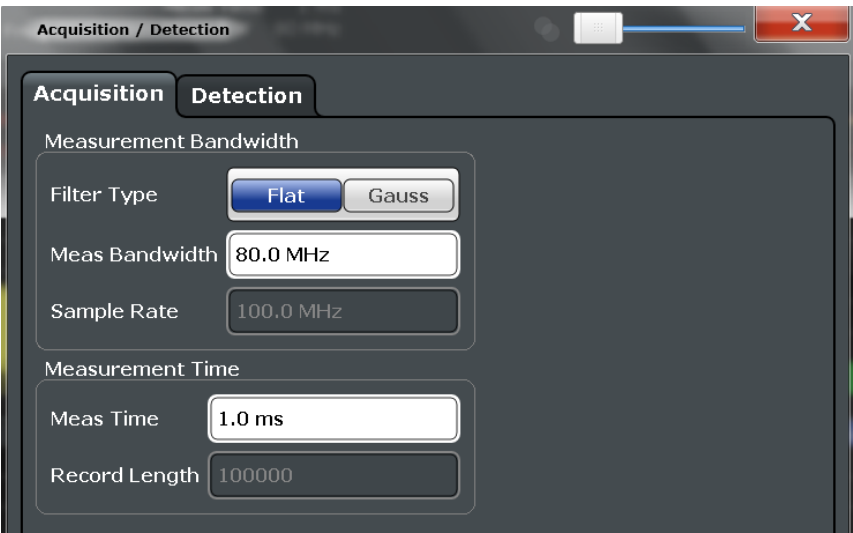 Acquisition / Detection
X
Acquisition Detection
Measurement Bandwidth
Filter Type Flat Gauss
Meas Bandwidth 80.0 MHz
Sample Rate 100.0 MHz
Measurement Time
Meas Time 1.0 ms
Record Length 100000